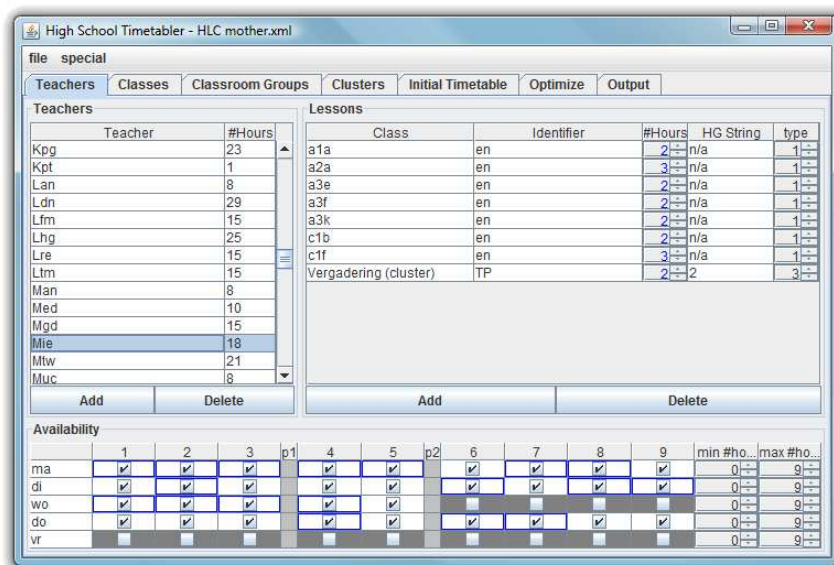 High School Timetabler - HLC mother.xml
file special
Teachers Classes Classroom Groups Clusters Initial Timetable Optimize Output
Teachers
Teacher #Hours
Kpg 23
Kpt 1
Lan 8
Ldn 29
Lfm 15
Lhg 25
Lre 15
Ltm 15
Man 8
Med 10
Mgd 15
Mie 18
Mtw 21
Muc 8
Add Delete
Lessons
Class Identifier #Hours HG String type
a1a en 2 n/a 1
a2a en 3 n/a 1
a3e en 2 n/a 1
a3f en 2 n/a 1
a3k en 2 n/a 1
c1b en 2 n/a 1
c1f en 3 n/a 1
Vergadering (cluster) TP 2 2 3
Add Delete
Availability
1 2 3 p1 4 5 p2 6 7 8 9 min #ho... max #ho...
ma 0 9
di 0 9
wo 0 9
do 0 9
vr 0 9